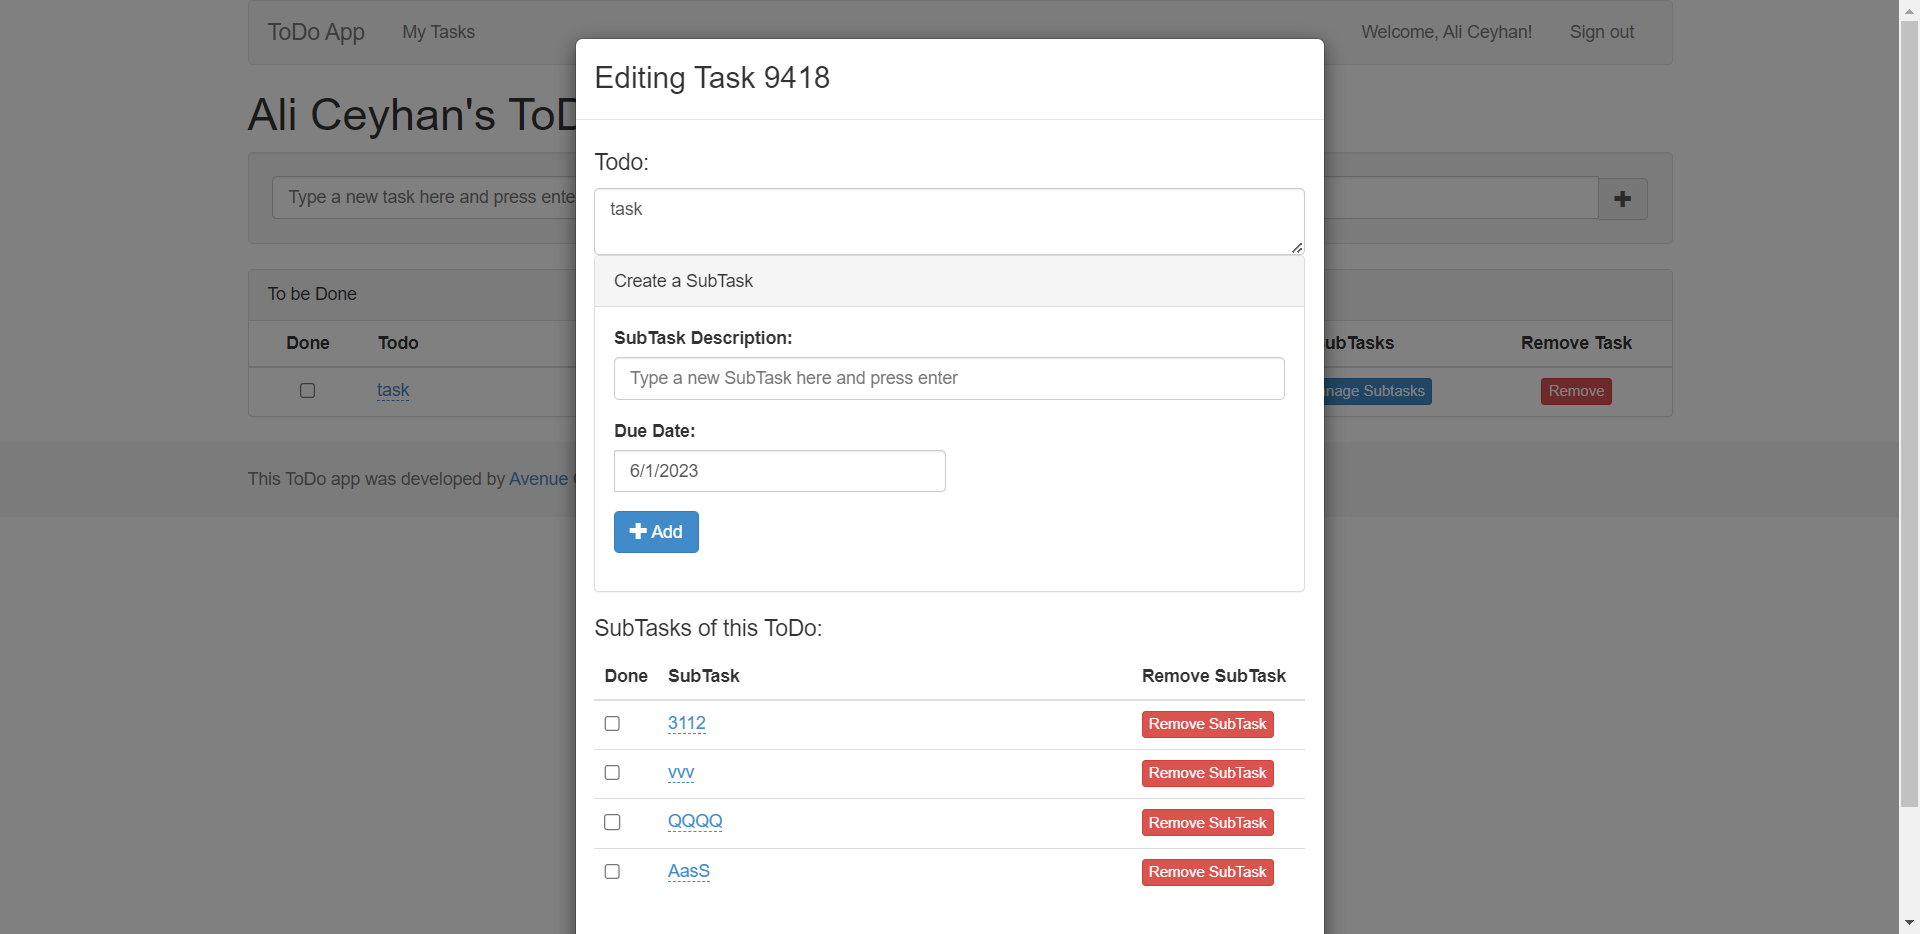 ToDo App My Tasks Welcome, Ali Ceyhan! Sign out
Editing Task 9418
Ali Ceyhan's
Todo:
Type a new task here and press
task
Create a SubTask
To be Done
SubTask Description:
Done Todo Remove Task
Type a new SubTask here and press enter
task Subtasks Remove
Due Date:
6/1/2023
This ToDo app was developed by Avenue
Add
SubTasks of this ToDo:
Done SubTask Remove SubTask
3112 Remove SubTask
vvv Remove SubTask
QQQQ Remove SubTask
AasS Remove SubTask